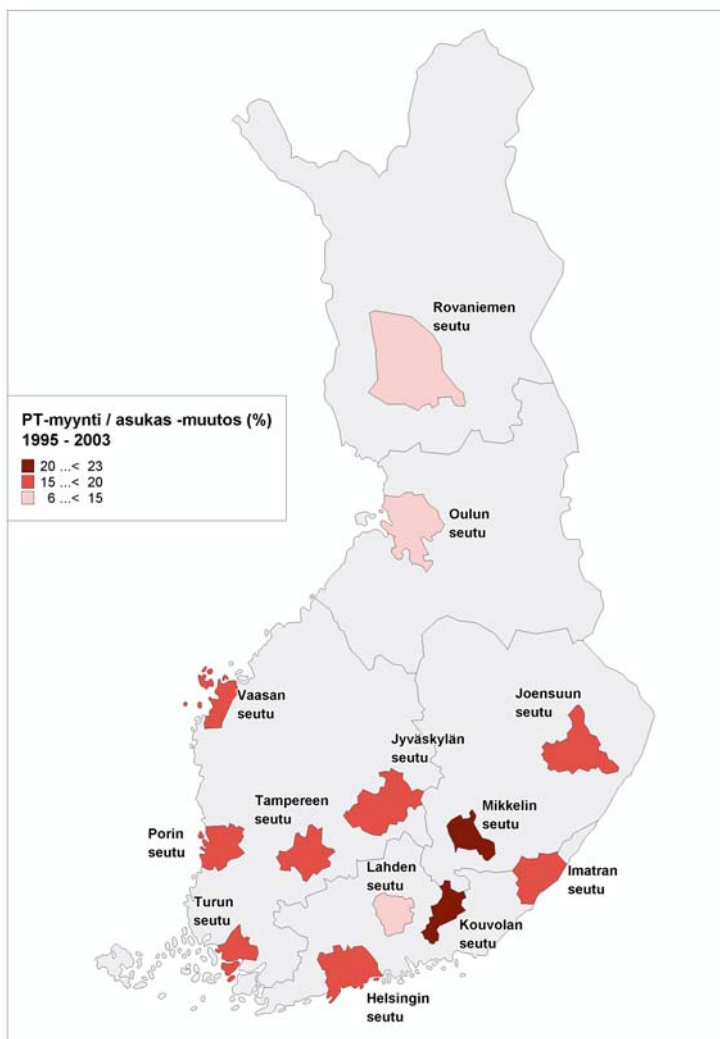 Rovaniemen
seutu
PT-myynti / asukas -muutos (%)
1995 - 2003
20 ...< 23
15 ...< 20
6 ...< 15
Oulun
seutu
Vaasan
seutu
Joensuun
seutu
Jyväskylän
seutu
Tampereen
seutu
Mikkelin
seutu
Porin
seutu
Lahden
seutu
Imatran
seutu
Turun
seutu
Kouvolan
seutu
Helsingin
seutu